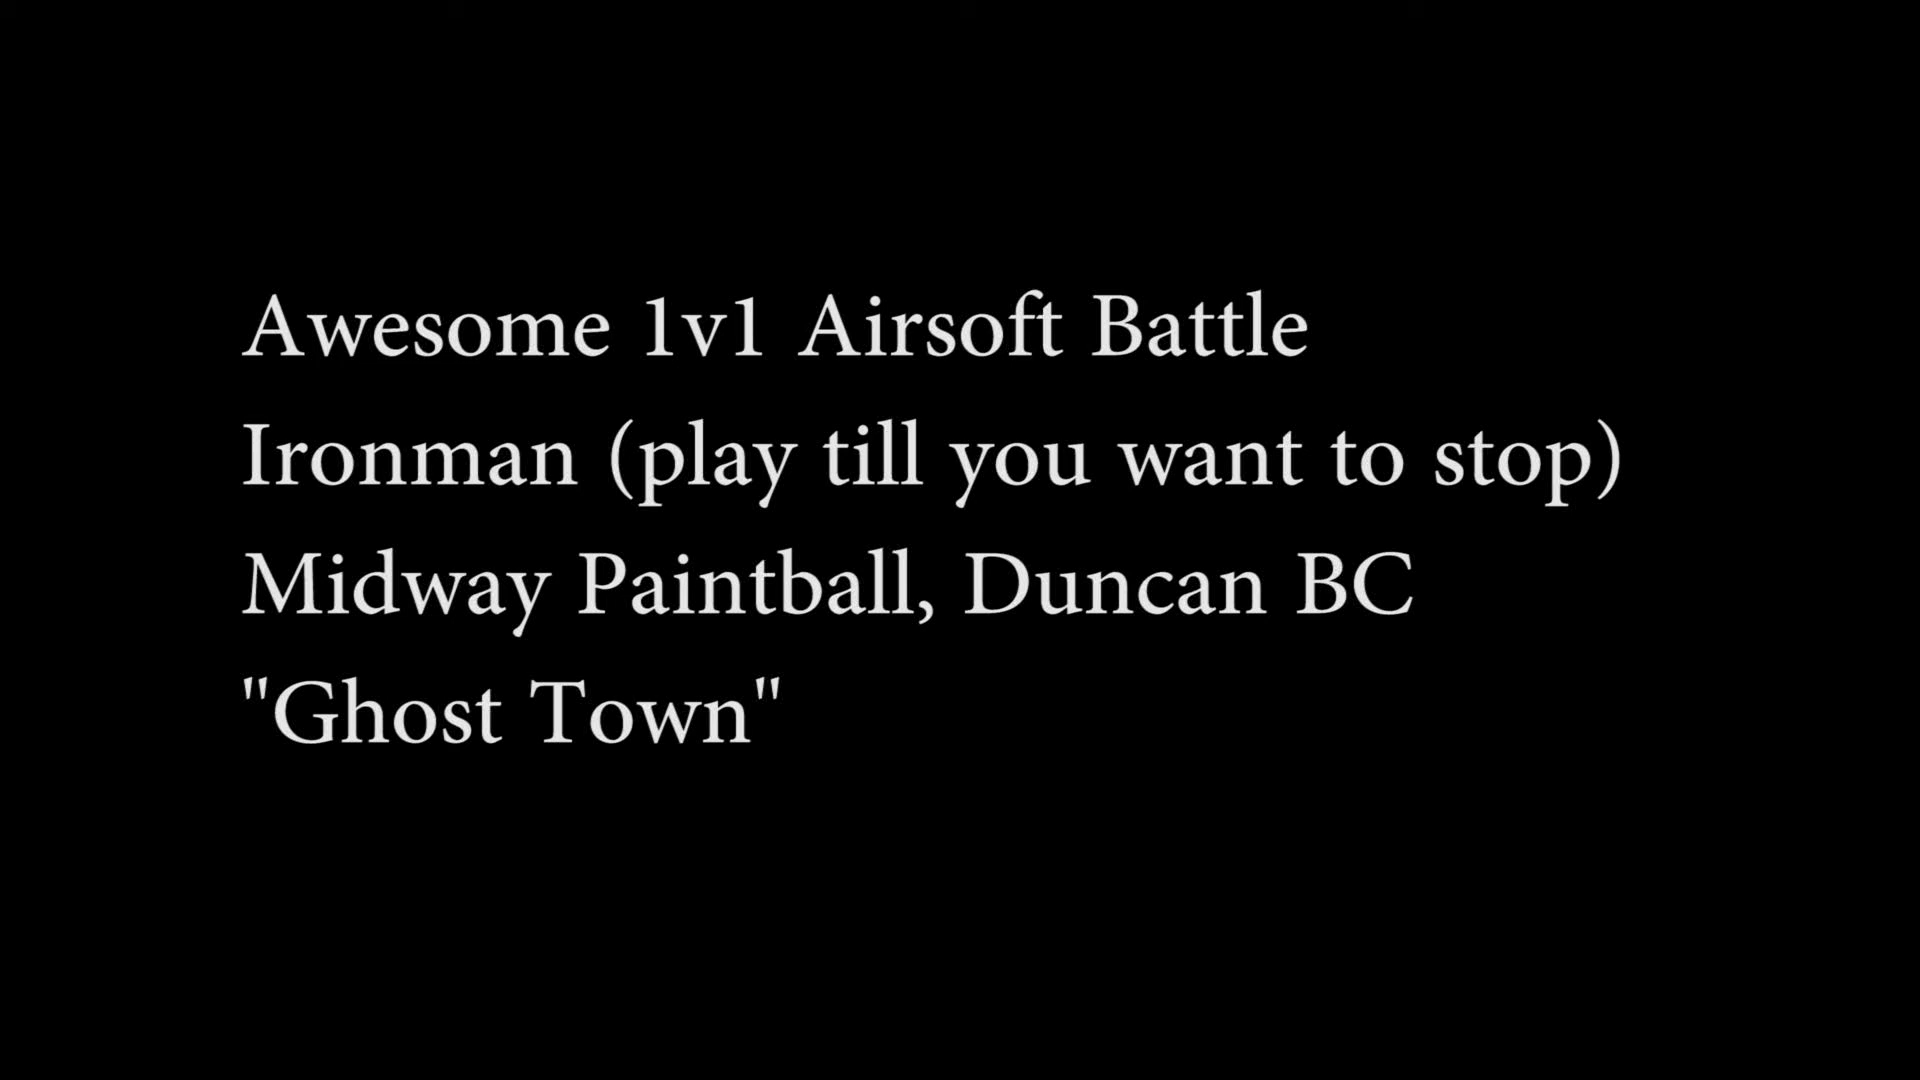 Awesome 1v1 Airsoft Battle
Ironman (play till you want to stop)
Midway Paintball, Duncan BC
"Ghost Town"